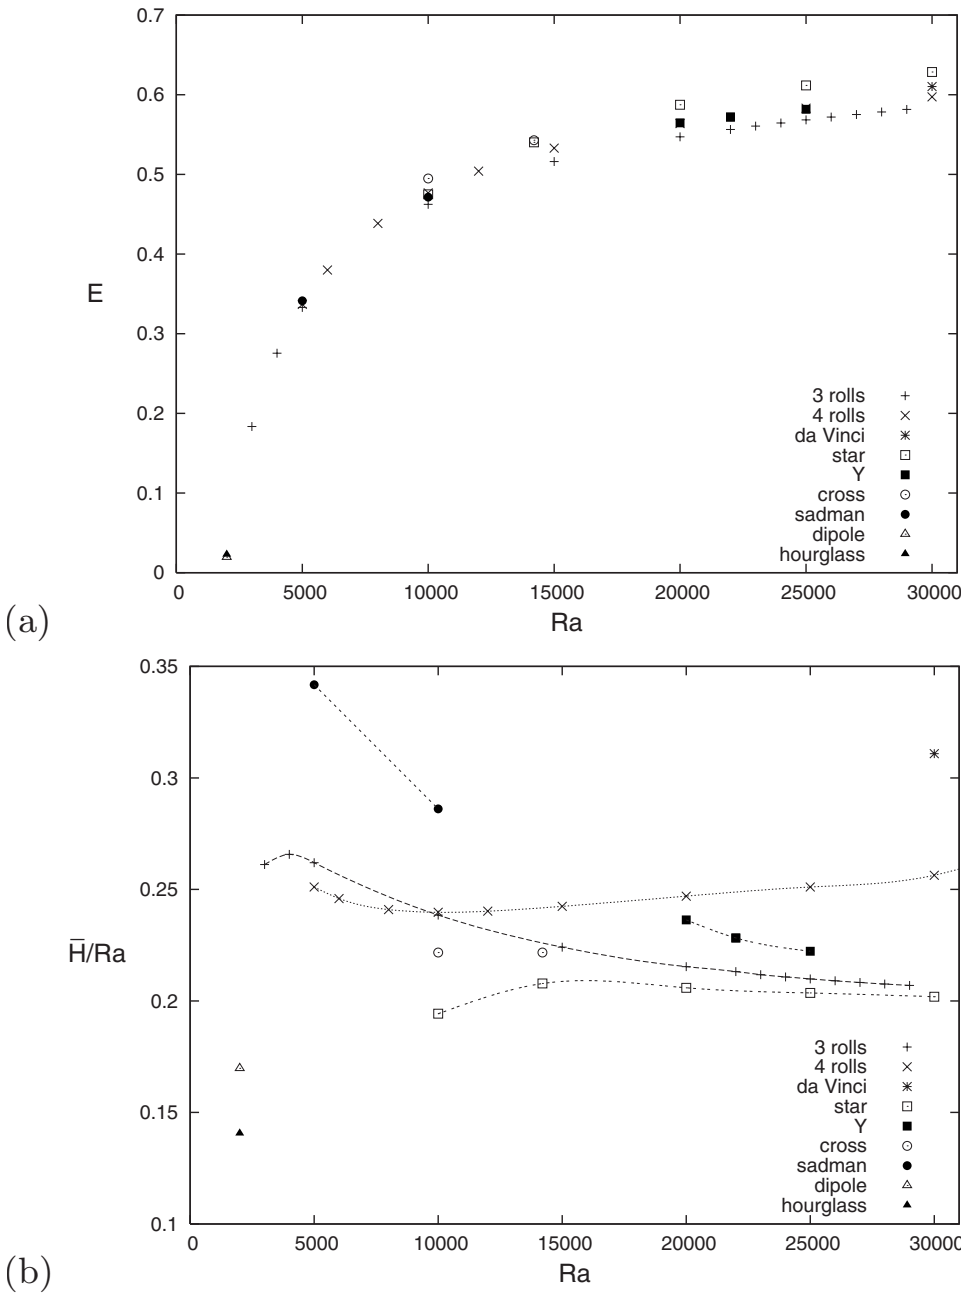 0.7
0.6
0.5
0.4
E
0.3
0.2
0.1
0
3 rolls
4 rolls
da Vinci
star
Y
cross
sadman
dipole
hourglass
0 5000 10000 15000 20000 25000 30000
Ra
(a)
0.35
0.3
0.25
H̅/Ra
0.2
0.15
0.1
3 rolls
4 rolls
da Vinci
star
Y
cross
sadman
dipole
hourglass
0 5000 10000 15000 20000 25000 30000
Ra
(b)